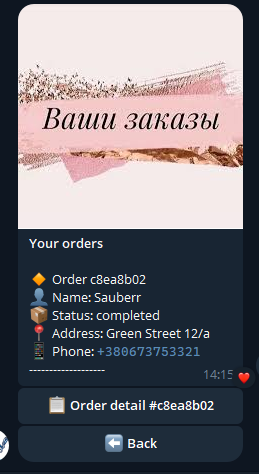 Ваши заказы
Your orders
🔸 Order c8ea8b02
👤 Name: Sauberr
📦 Status: completed
📍 Address: Green Street 12/a
📱 Phone: +380673753321
-------------------
14:15
📋 Order detail #c8ea8b02
⬅️ Back